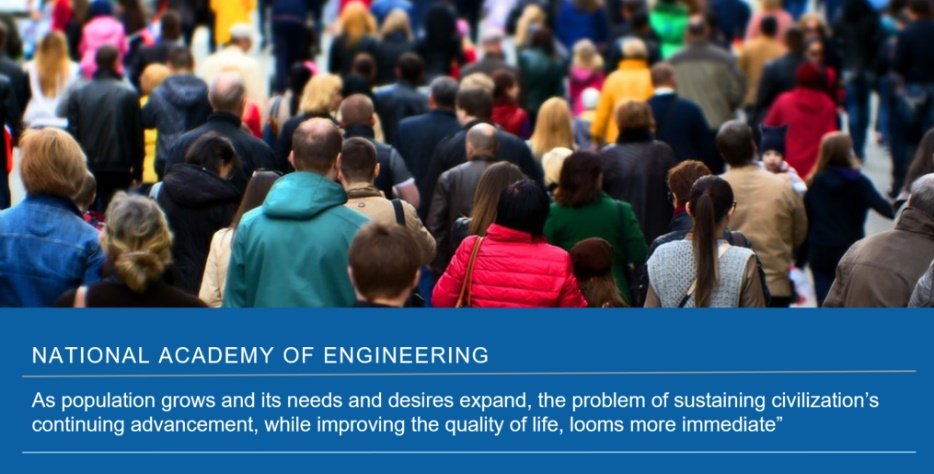 NATIONAL ACADEMY OF ENGINEERING
As population grows and its needs and desires expand, the problem of sustaining civilization’s
continuing advancement, while improving the quality of life, looms more immediate”